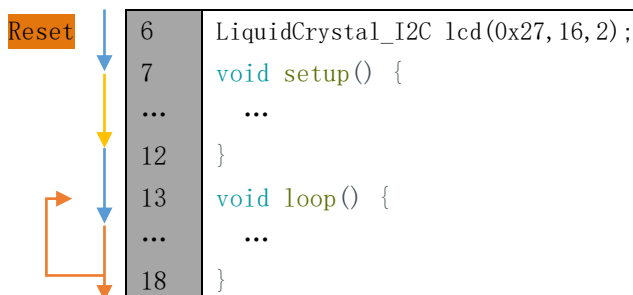 Reset 6 LiquidCrystal_I2C lcd(0x27,16,2);
7 void setup() {
… …
12 }
13 void loop() {
… …
18 }